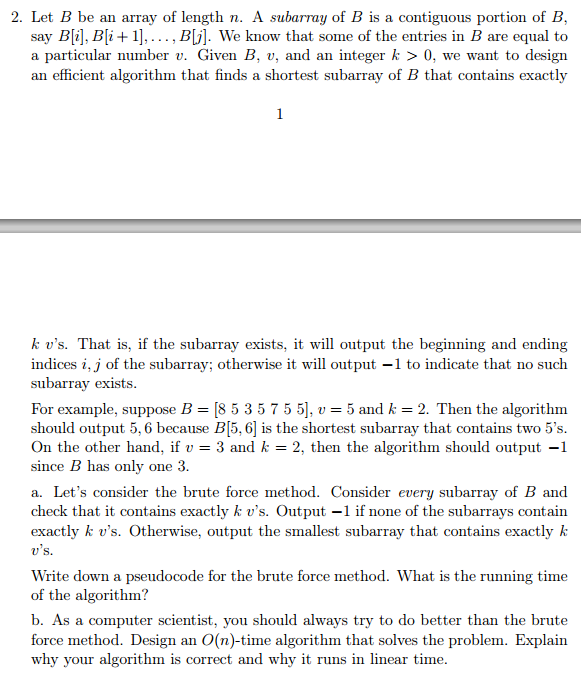 2. Let B be an array of length n. A subarray of B is a contiguous portion of B,
say B[i], B[i + 1], . . . , B[j]. We know that some of the entries in B are equal to
a particular number v. Given B, v, and an integer k > 0, we want to design
an efficient algorithm that finds a shortest subarray of B that contains exactly
1
k v's. That is, if the subarray exists, it will output the beginning and ending
indices i, j of the subarray; otherwise it will output −1 to indicate that no such
subarray exists.
For example, suppose B = [8 5 3 5 7 5 5], v = 5 and k = 2. Then the algorithm
should output 5, 6 because B[5, 6] is the shortest subarray that contains two 5's.
On the other hand, if v = 3 and k = 2, then the algorithm should output −1
since B has only one 3.
a. Let's consider the brute force method. Consider every subarray of B and
check that it contains exactly k v's. Output −1 if none of the subarrays contain
exactly k v's. Otherwise, output the smallest subarray that contains exactly k
v's.
Write down a pseudocode for the brute force method. What is the running time
of the algorithm?
b. As a computer scientist, you should always try to do better than the brute
force method. Design an O(n)-time algorithm that solves the problem. Explain
why your algorithm is correct and why it runs in linear time.